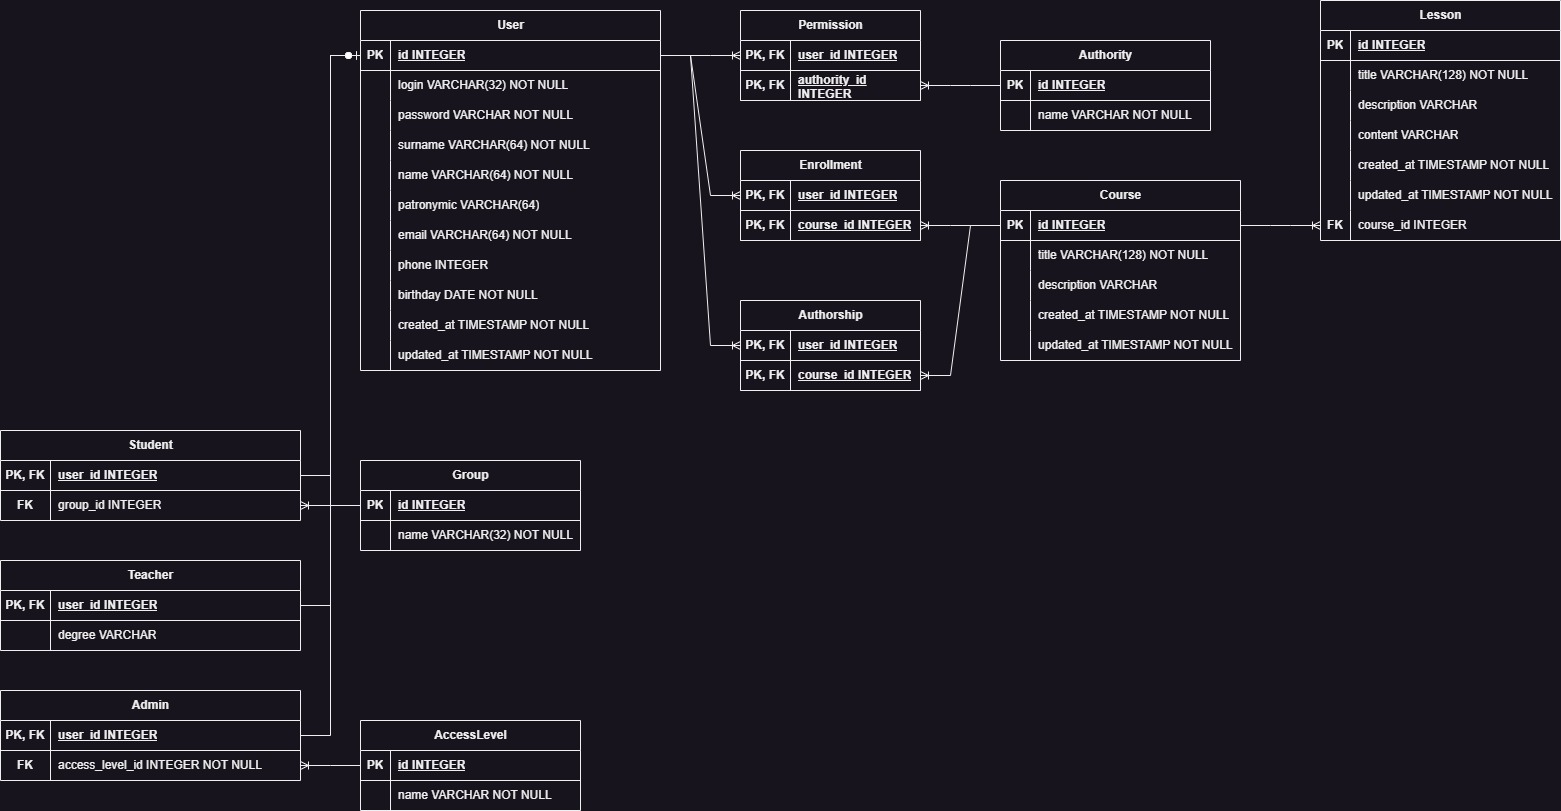 User
PK id INTEGER
login VARCHAR(32) NOT NULL
password VARCHAR NOT NULL
surname VARCHAR(64) NOT NULL
name VARCHAR(64) NOT NULL
patronymic VARCHAR(64)
email VARCHAR(64) NOT NULL
phone INTEGER
birthday DATE NOT NULL
created_at TIMESTAMP NOT NULL
updated_at TIMESTAMP NOT NULL
Permission
PK, FK user_id INTEGER
PK, FK authority_id
INTEGER
Authority
PK id INTEGER
name VARCHAR NOT NULL
Lesson
PK id INTEGER
title VARCHAR(128) NOT NULL
description VARCHAR
content VARCHAR
created_at TIMESTAMP NOT NULL
updated_at TIMESTAMP NOT NULL
FK course_id INTEGER
Enrollment
PK, FK user_id INTEGER
PK, FK course_id INTEGER
Course
PK id INTEGER
title VARCHAR(128) NOT NULL
description VARCHAR
created_at TIMESTAMP NOT NULL
updated_at TIMESTAMP NOT NULL
Authorship
PK, FK user_id INTEGER
PK, FK course_id INTEGER
Student
PK, FK user_id INTEGER
FK group_id INTEGER
Group
PK id INTEGER
name VARCHAR(32) NOT NULL
Teacher
PK, FK user_id INTEGER
degree VARCHAR
Admin
PK, FK user_id INTEGER
FK access_level_id INTEGER NOT NULL
AccessLevel
PK id INTEGER
name VARCHAR NOT NULL